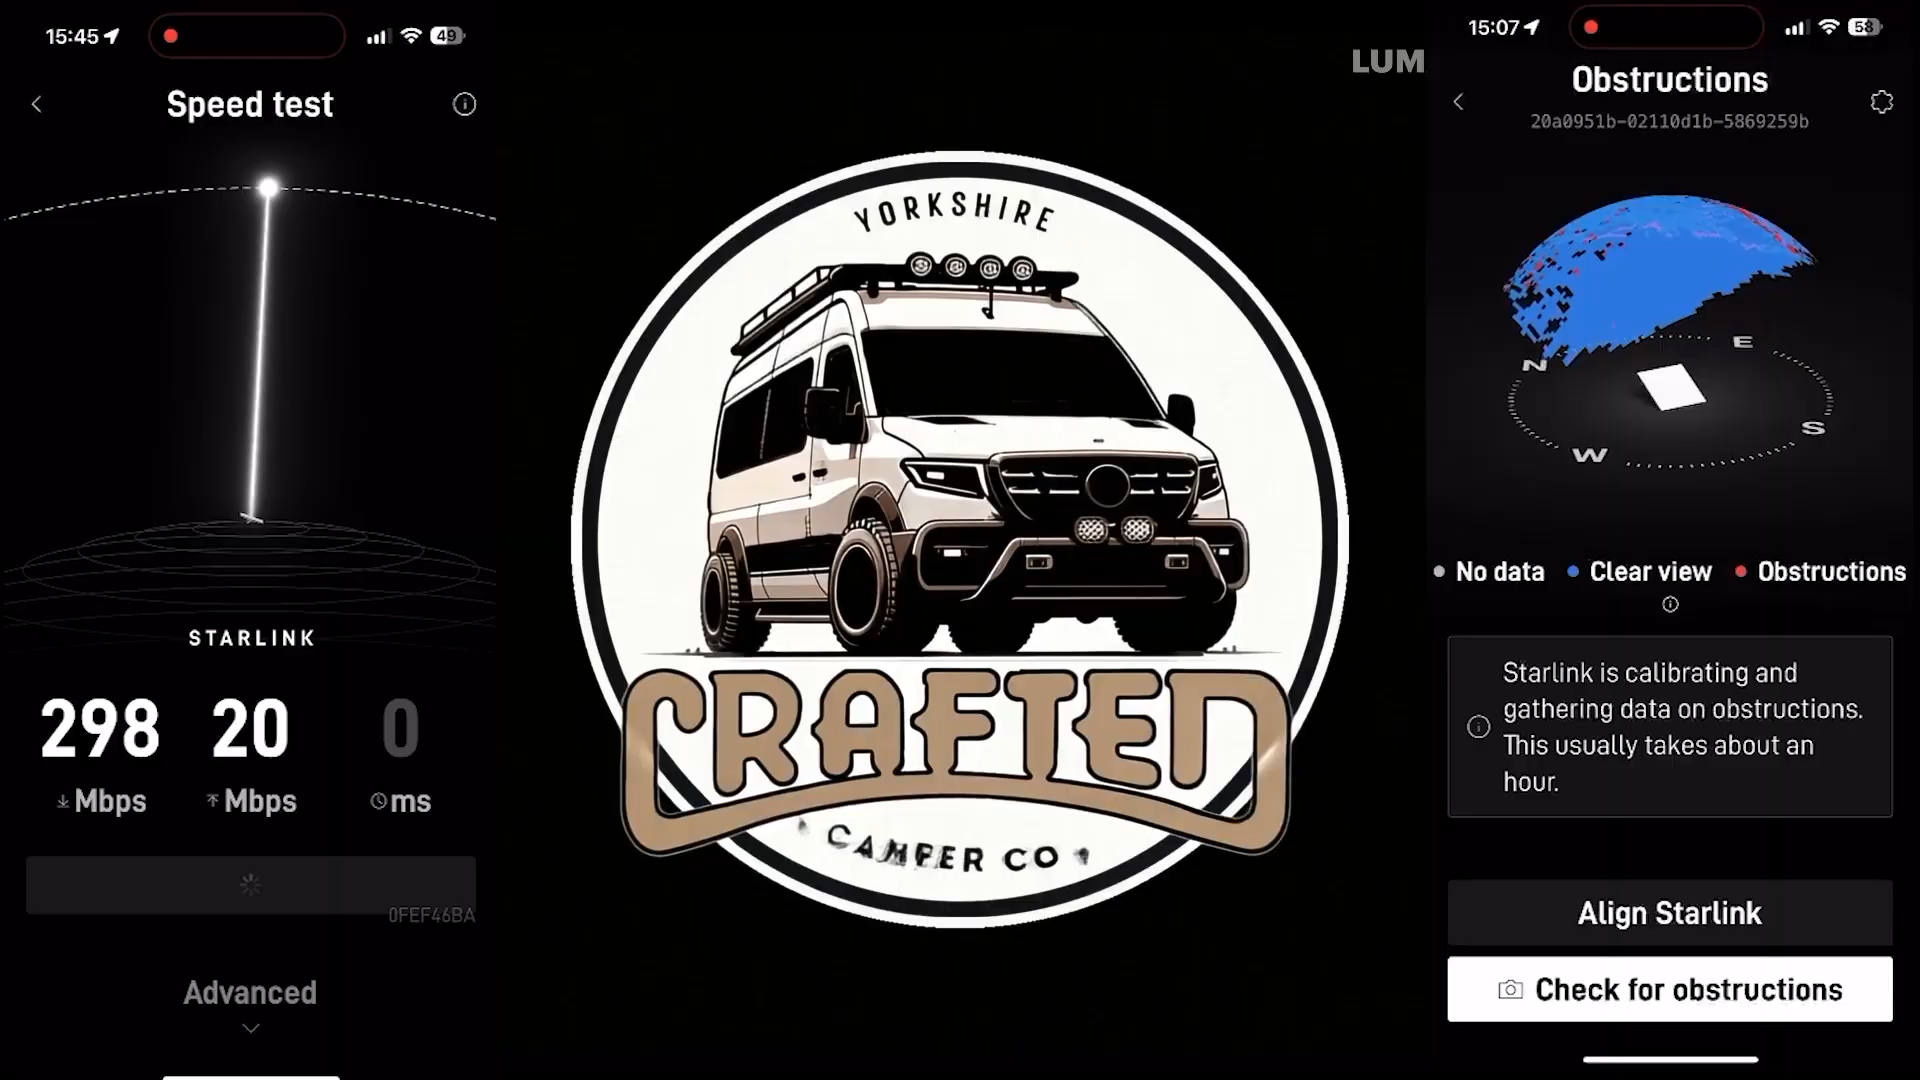 15:45
49
Speed test
STARLINK
298
20
0
Mbps
Mbps
ms
0FEF46BA
Advanced
YORKSHIRE
CRAFTED
CAMPER CO
LUM
15:07
58
Obstructions
20a0951b-02110d1b-5869259b
N
E
S
W
No data
Clear view
Obstructions
Starlink is calibrating and
gathering data on obstructions.
This usually takes about an
hour.
Align Starlink
Check for obstructions